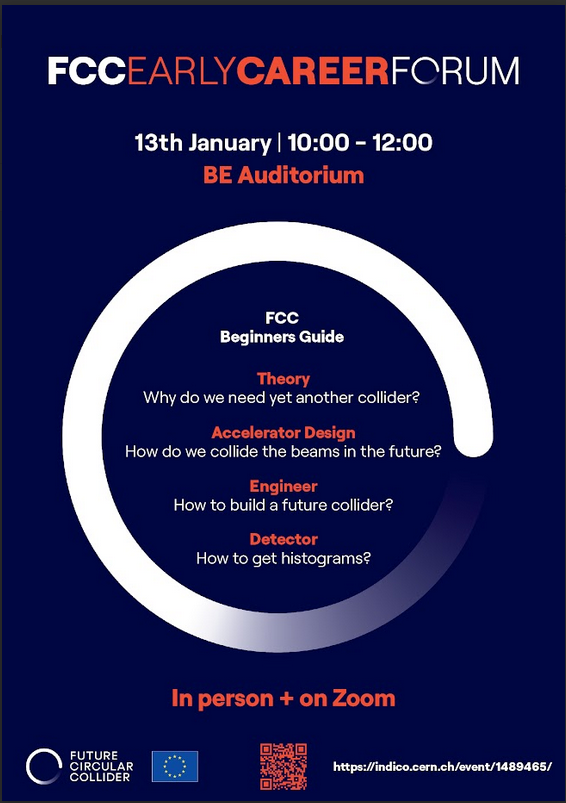 FCCEARLYCAREERFORUM
13th January | 10:00 - 12:00
BE Auditorium
FCC
Beginners Guide
Theory
Why do we need yet another collider?
Accelerator Design
How do we collide the beams in the future?
Engineer
How to build a future collider?
Detector
How to get histograms?
In person + on Zoom
FUTURE
CIRCULAR
COLLIDER
https://indico.cern.ch/event/1489465/